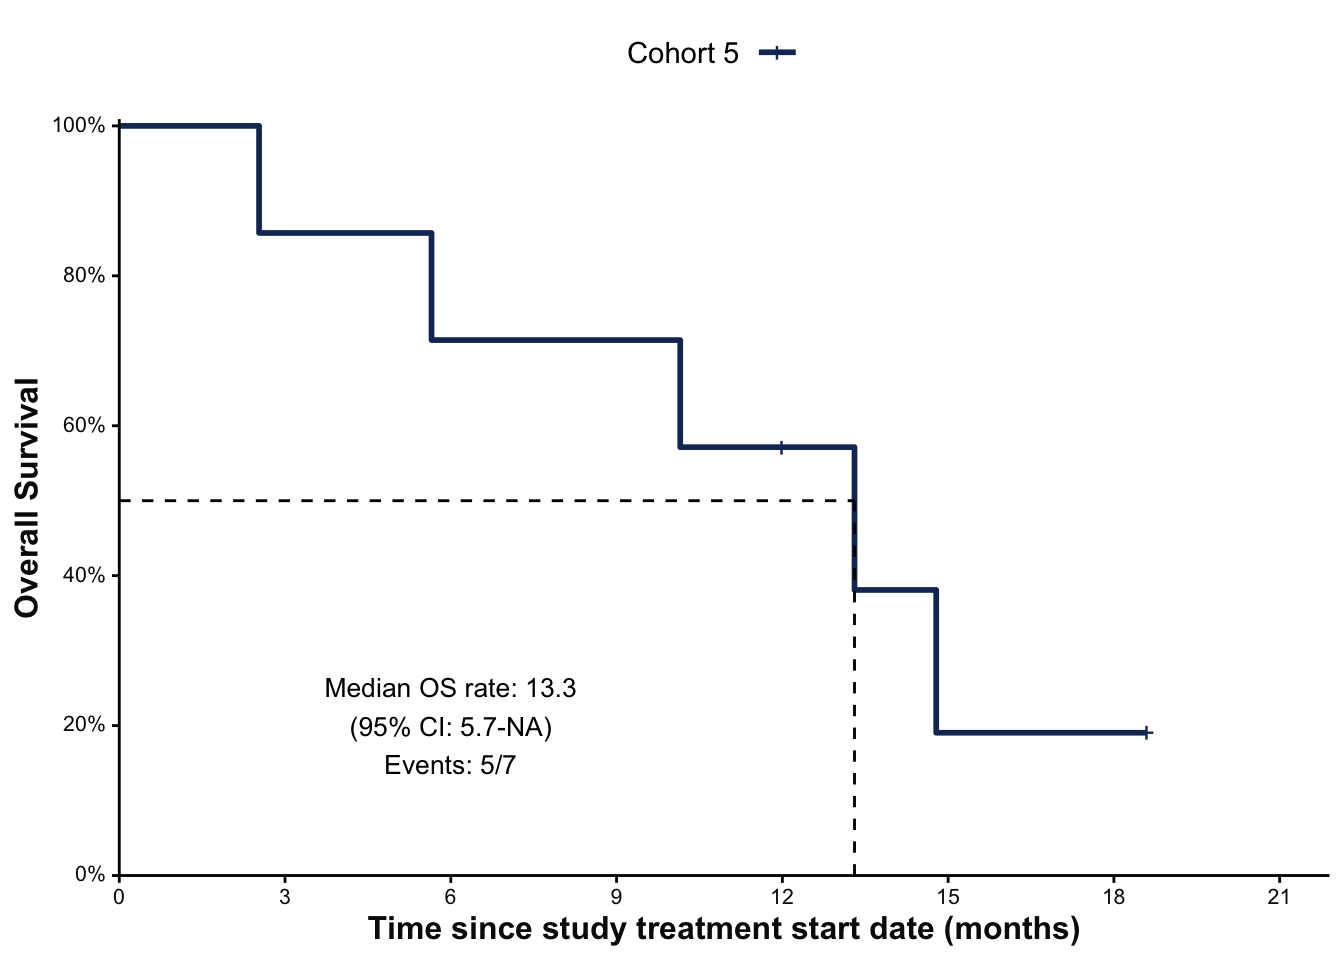 Cohort 5
100%
80%
60%
40%
20%
0%
Overall Survival
Median OS rate: 13.3
(95% CI: 5.7-NA)
Events: 5/7
0 3 6 9 12 15 18 21
Time since study treatment start date (months)